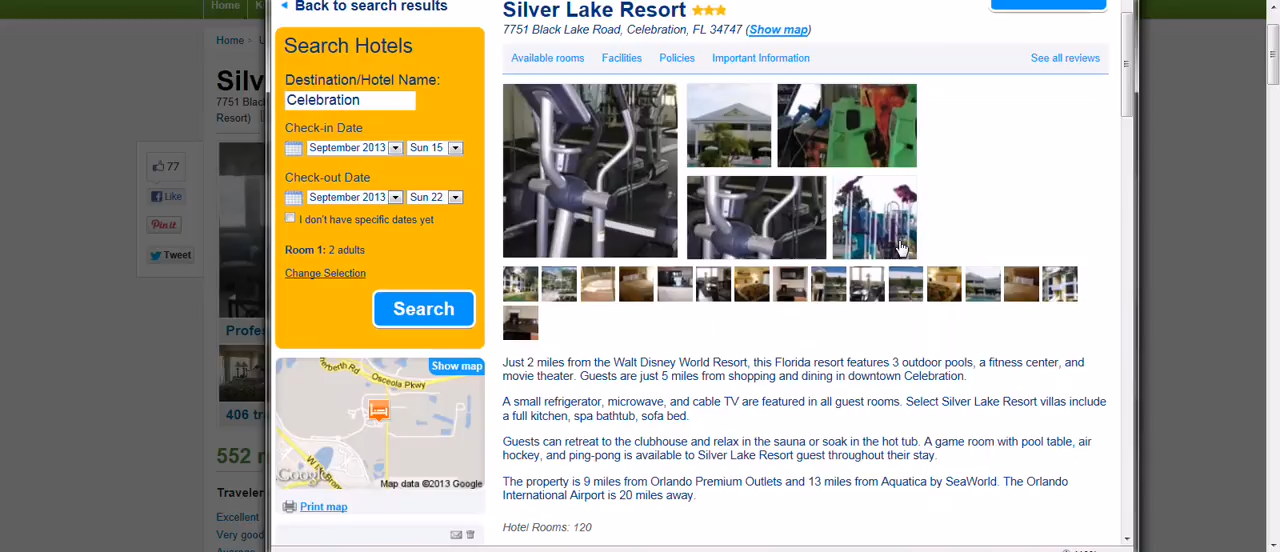 Home
K
Home >
L
Silv
7751 Blac
Resort)
77
Like
Pin it
Tweet
Profes
406 tr
552 r
Traveler
Excellent
Very good
Back to search results
Search Hotels
Destination/Hotel Name:
Celebration
Check-in Date
September 2013 Sun 15
Check-out Date
September 2013 Sun 22
I don't have specific dates yet
Room 1: 2 adults
Change Selection
Search
Show map
Osceola Pkwy
Google
Map data ©2013 Google
Print map
Silver Lake Resort
7751 Black Lake Road, Celebration, FL 34747 (Show map)
Available rooms Facilities Policies Important Information See all reviews
Just 2 miles from the Walt Disney World Resort, this Florida resort features 3 outdoor pools, a fitness center, and
movie theater. Guests are just 5 miles from shopping and dining in downtown Celebration.
A small refrigerator, microwave, and cable TV are featured in all guest rooms. Select Silver Lake Resort villas include
a full kitchen, spa bathtub, sofa bed.
Guests can retreat to the clubhouse and relax in the sauna or soak in the hot tub. A game room with pool table, air
hockey, and ping-pong is available to Silver Lake Resort guest throughout their stay.
The property is 9 miles from Orlando Premium Outlets and 13 miles from Aquatica by SeaWorld. The Orlando
International Airport is 20 miles away.
Hotel Rooms: 120